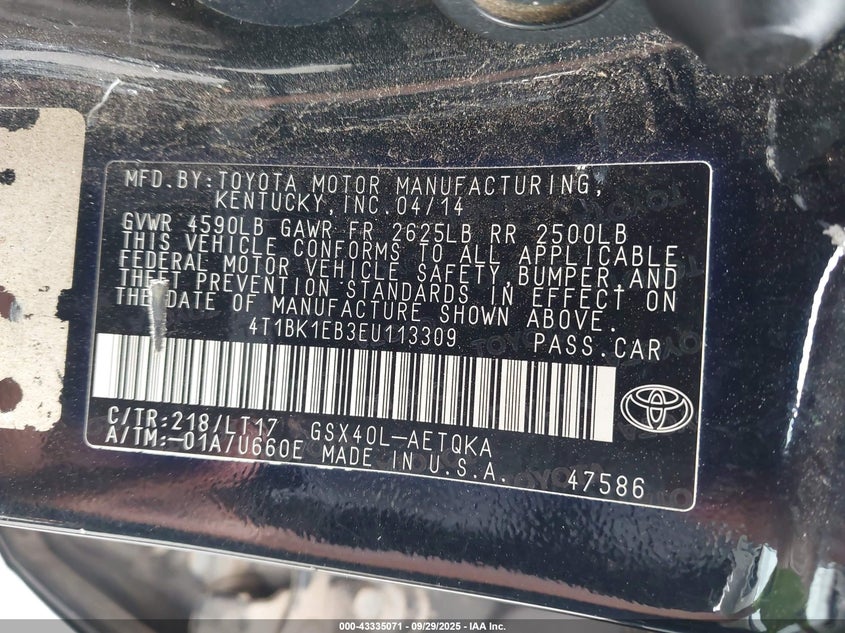 MFD.BY:TOYOTA MOTOR MANUFACTURING,
KENTUCKY,INC.04/14
GVWR 4590LB GAWR FR 2625LB RR 2500LB
THIS VEHICLE CONFORMS TO ALL APPLICABLE
FEDERAL MOTOR VEHICLE SAFETY,BUMPER,AND
THEFT PREVENTION STANDARDS IN EFFECT ON
THE DATE OF MANUFACTURE SHOWN ABOVE.
4T1BK1EB3EU113309 PASS.CAR
C/TR:218/LT17 GSX40L-AETQKA
A/TM:-01A/U660E MADE IN U.S.A. 47586
000-43335071 - 09/29/2025 - IAA Inc.